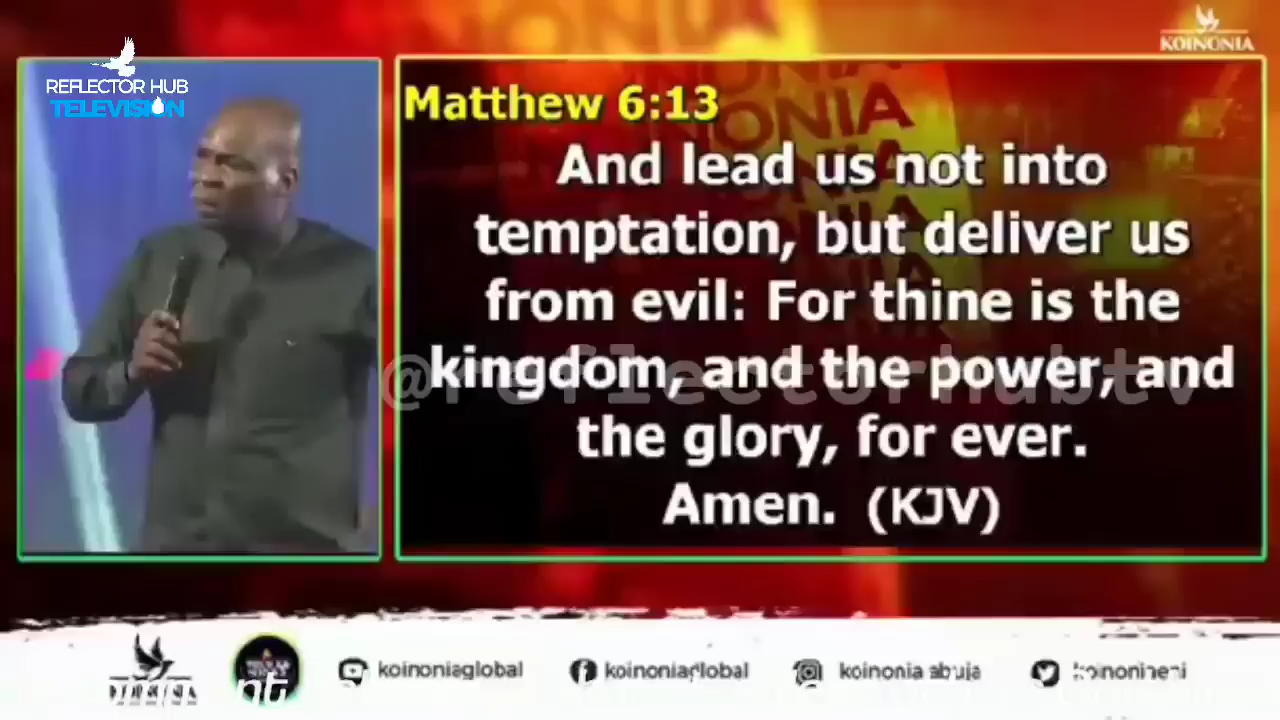 KOINONIA
REFLECTOR HUB
TELEVISION
Matthew 6:13
And lead us not into
temptation, but deliver us
from evil: For thine is the
kingdom, and the power, and
the glory, for ever.
Amen. (KJV)
@reflectorhubtv
koinoniaglobal
koinoniaglobal
koinonia abuja